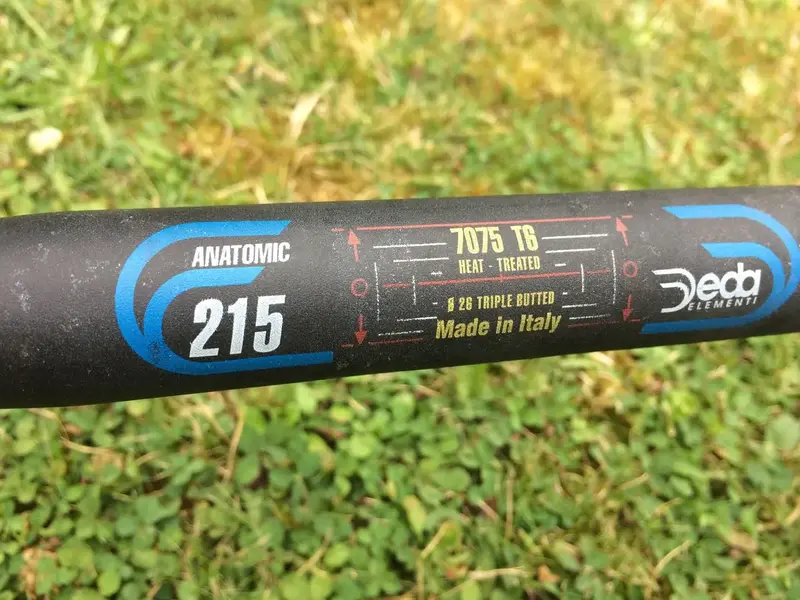 ANATOMIC
215
7075 T6
HEAT - TREATED
ø 26 TRIPLE BUTTED
Made in Italy
Deda
ELEMENTI